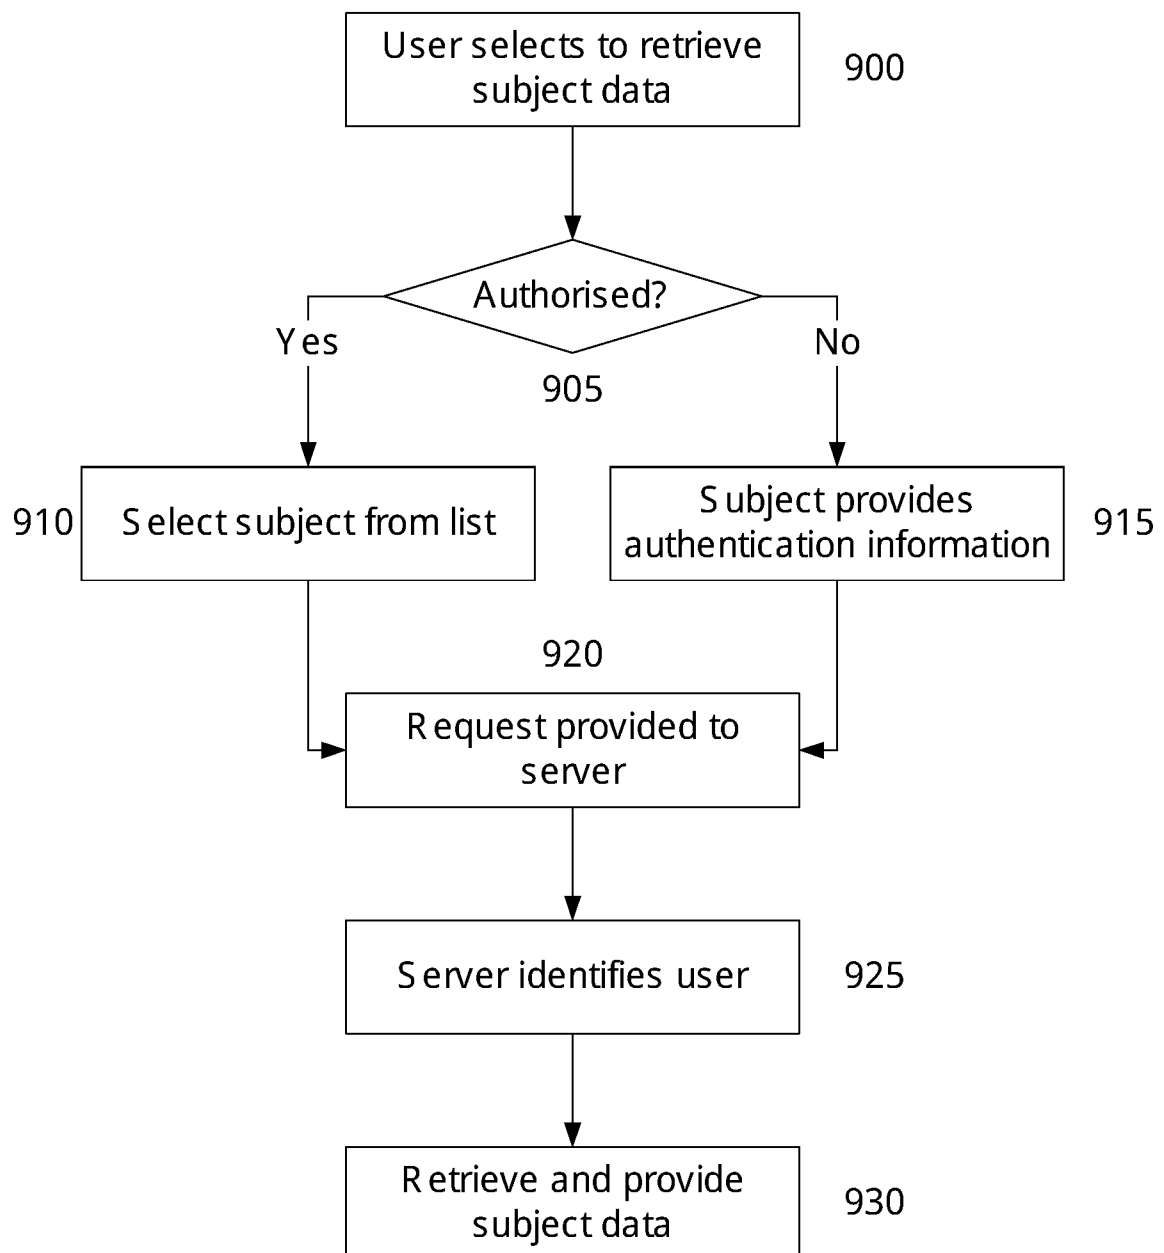 User selects to retrieve
subject data
900
Authorised?
Yes
No
905
910
Select subject from list
Subject provides
authentication information
915
920
Request provided to
server
Server identifies user
925
Retrieve and provide
subject data
930